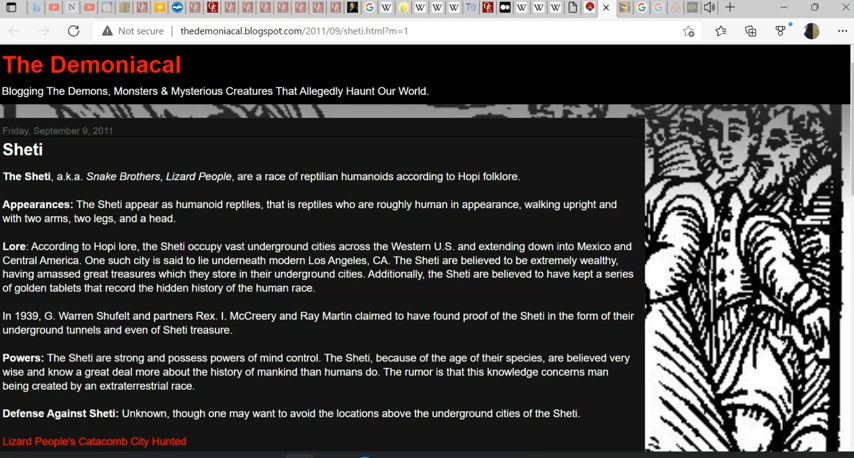 Not secure | thedemoniacal.blogspot.com/2011/09/sheti.html?m=1
The Demoniacal
Blogging The Demons, Monsters & Mysterious Creatures That Allegedly Haunt Our World.
Friday, September 9, 2011
Sheti
The Sheti, a.k.a. Snake Brothers, Lizard People, are a race of reptilian humanoids according to Hopi folklore.
Appearances: The Sheti appear as humanoid reptiles, that is reptiles who are roughly human in appearance, walking upright and
with two arms, two legs, and a head.
Lore: According to Hopi lore, the Sheti occupy vast underground cities across the Western U.S. and extending down into Mexico and
Central America. One such city is said to lie underneath modern Los Angeles, CA. The Sheti are believed to be extremely wealthy,
having amassed great treasures which they store in their underground cities. Additionally, the Sheti are believed to have kept a series
of golden tablets that record the hidden history of the human race.
In 1939, G. Warren Shufelt and partners Rex. I. McCreery and Ray Martin claimed to have found proof of the Sheti in the form of their
underground tunnels and even of Sheti treasure.
Powers: The Sheti are strong and possess powers of mind control. The Sheti, because of the age of their species, are believed very
wise and know a great deal more about the history of mankind than humans do. The rumor is that this knowledge concerns man
being created by an extraterrestrial race.
Defense Against Sheti: Unknown, though one may want to avoid the locations above the underground cities of the Sheti.
Lizard People's Catacomb City Hunted